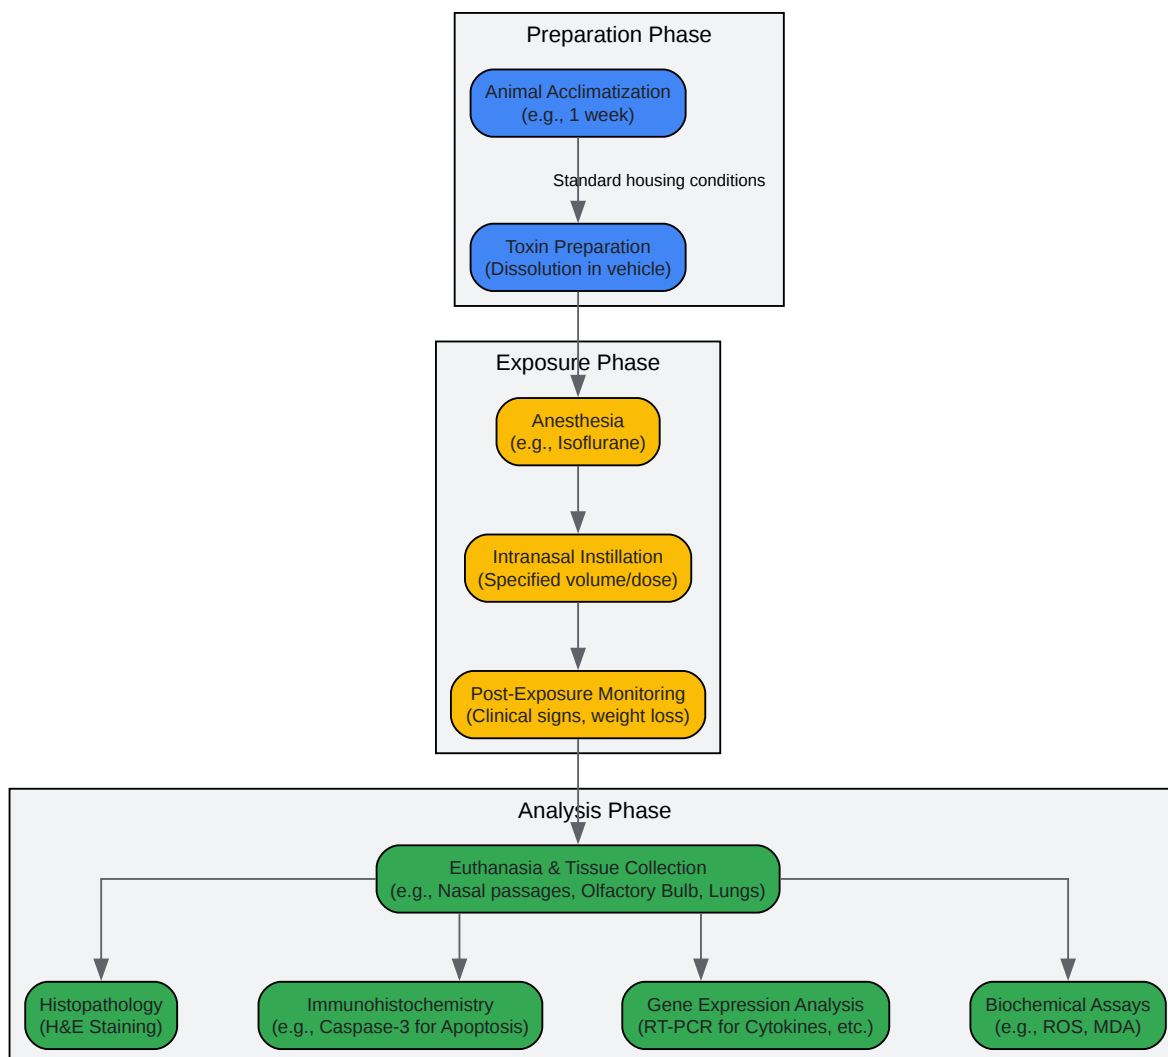 Preparation Phase
Animal Acclimatization
(e.g., 1 week)
Standard housing conditions
Toxin Preparation
(Dissolution in vehicle)
Exposure Phase
Anesthesia
(e.g., Isoflurane)
Intranasal Instillation
(Specified volume/dose)
Post-Exposure Monitoring
(Clinical signs, weight loss)
Analysis Phase
Euthanasia & Tissue Collection
(e.g., Nasal passages, Olfactory Bulb, Lungs)
Histopathology
(H&E Staining)
Immunohistochemistry
(e.g., Caspase-3 for Apoptosis)
Gene Expression Analysis
(RT-PCR for Cytokines, etc.)
Biochemical Assays
(e.g., ROS, MDA)